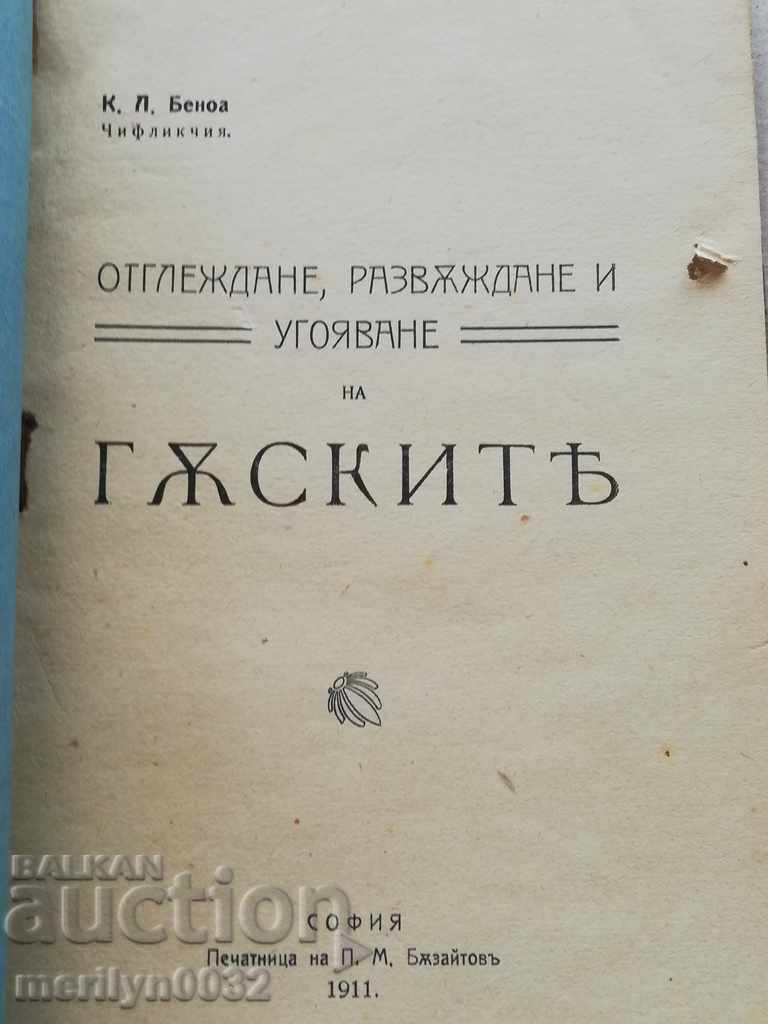 К. Л. Беноа
Чифликчия.
ОТГЛЕЖДАНЕ, РАЗВѪЖДАНЕ И
УГОЯВАНЕ
НА
ГѪСКИТѢ
СОФИЯ
Печатница на П. М. Бѫзайтовъ
1911.
BALKAN
auction
merilyn0032